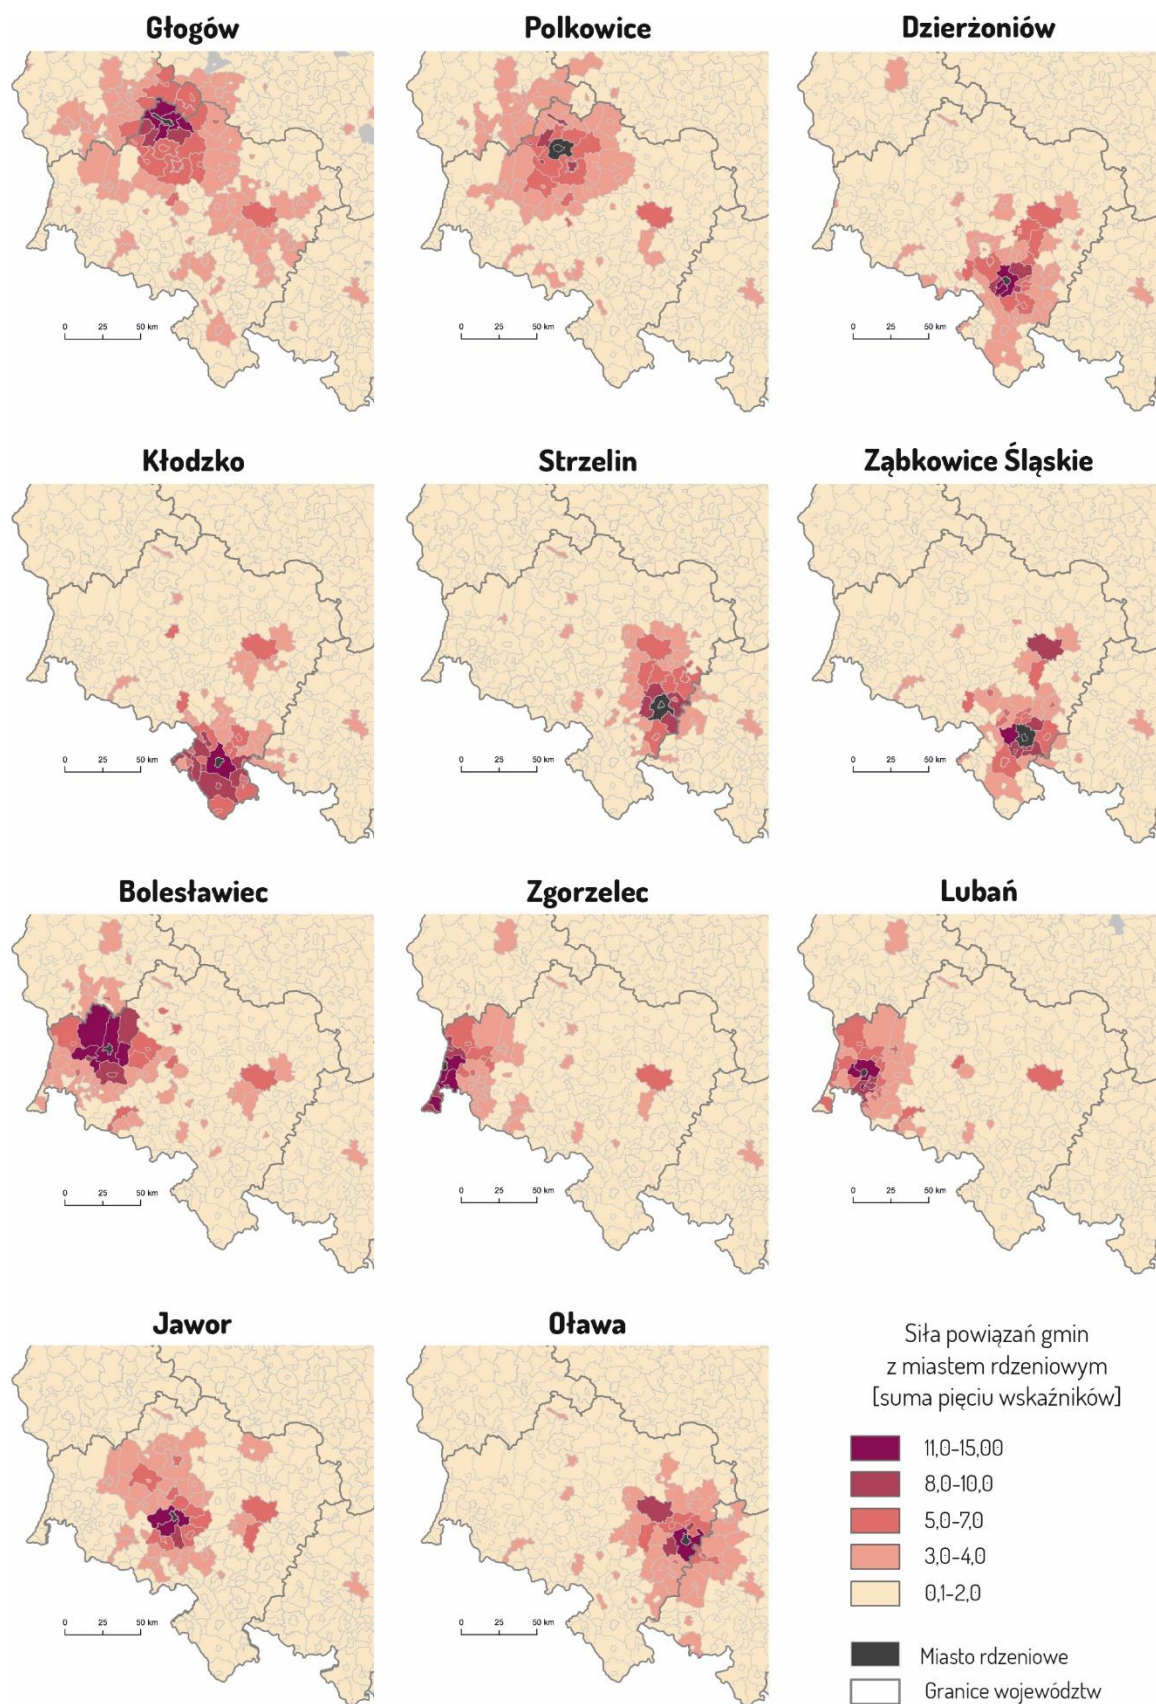 Głogów
Polkowice
Dzierżoniów
0 25 50 km
0 25 50 km
0 25 50 km
Kłodzko
Strzelin
Ząbkowice Śląskie
0 25 50 km
0 25 50 km
0 25 50 km
Bolesławiec
Zgorzelec
Lubań
0 25 50 km
0 25 50 km
0 25 50 km
Jawor
Oława
0 25 50 km
0 25 50 km
Siła powiązań gmin
z miastem rdzeniowym
[suma pięciu wskaźników]
11,0-15,00
8,0-10,0
5,0-7,0
3,0-4,0
0,1-2,0
Miasto rdzeniowe
Granice województw